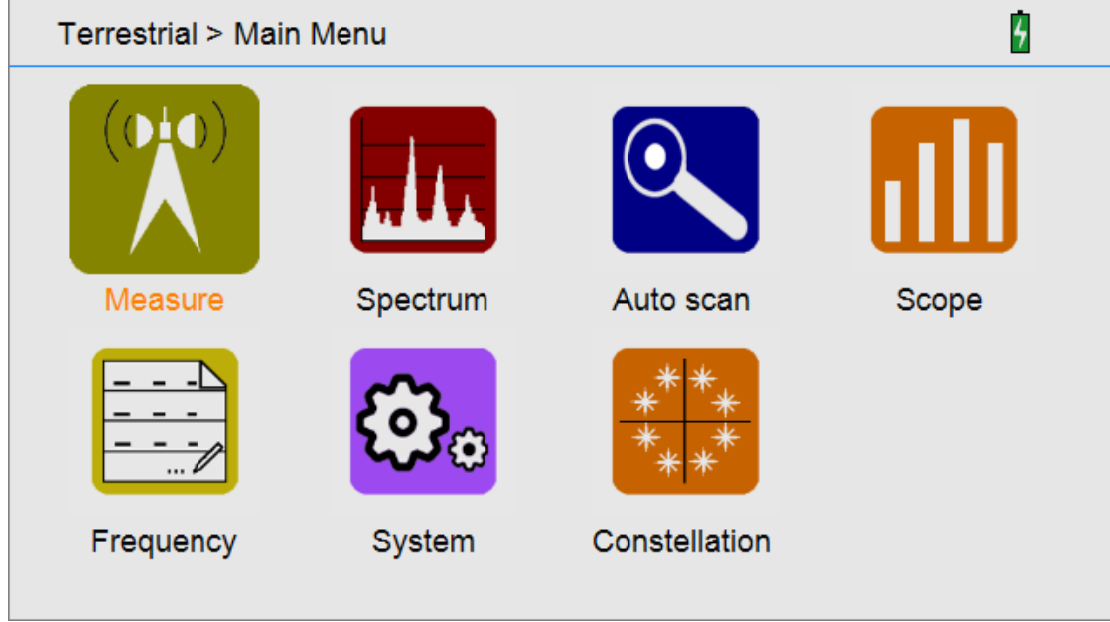 Terrestrial > Main Menu
Measure
Spectrum
Auto scan
Scope
Frequency
System
Constellation